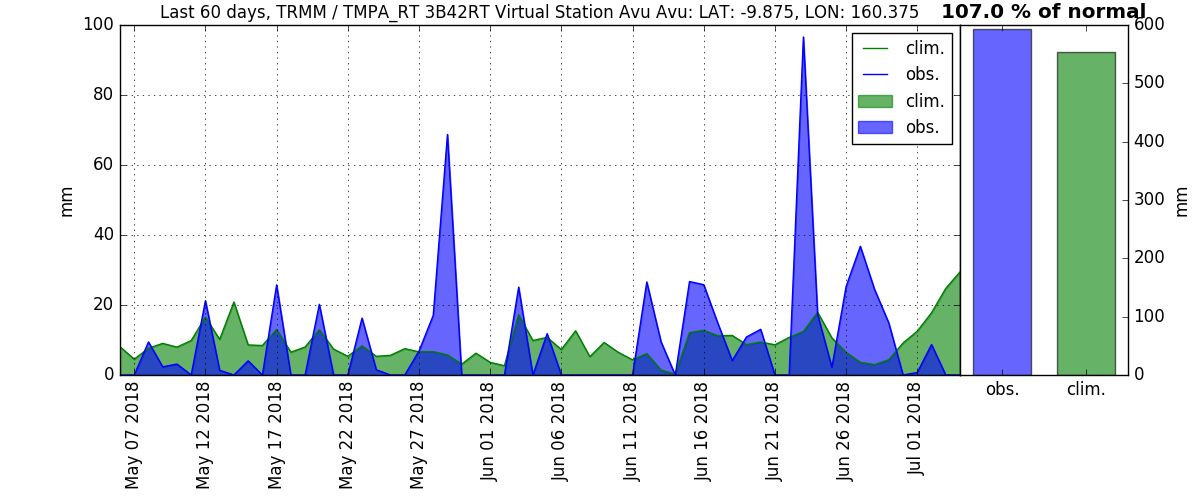 Last 60 days, TRMM / TMPA_RT 3B42RT Virtual Station Avu Avu: LAT: -9.875, LON: 160.375
107.0 % of normal
100
80
60
40
20
0
mm
clim.
obs.
clim.
obs.
600
500
400
300
200
100
0
mm
May 07 2018
May 12 2018
May 17 2018
May 22 2018
May 27 2018
Jun 01 2018
Jun 06 2018
Jun 11 2018
Jun 16 2018
Jun 21 2018
Jun 26 2018
Jul 01 2018
obs.
clim.